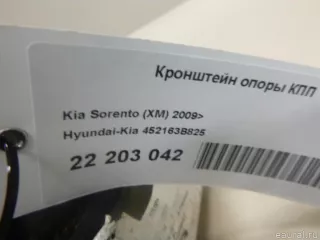 Кронштейн опоры КПП
Kia Sorento (XM) 2009>
Hyundai-Kia 452163B825
22 203 042